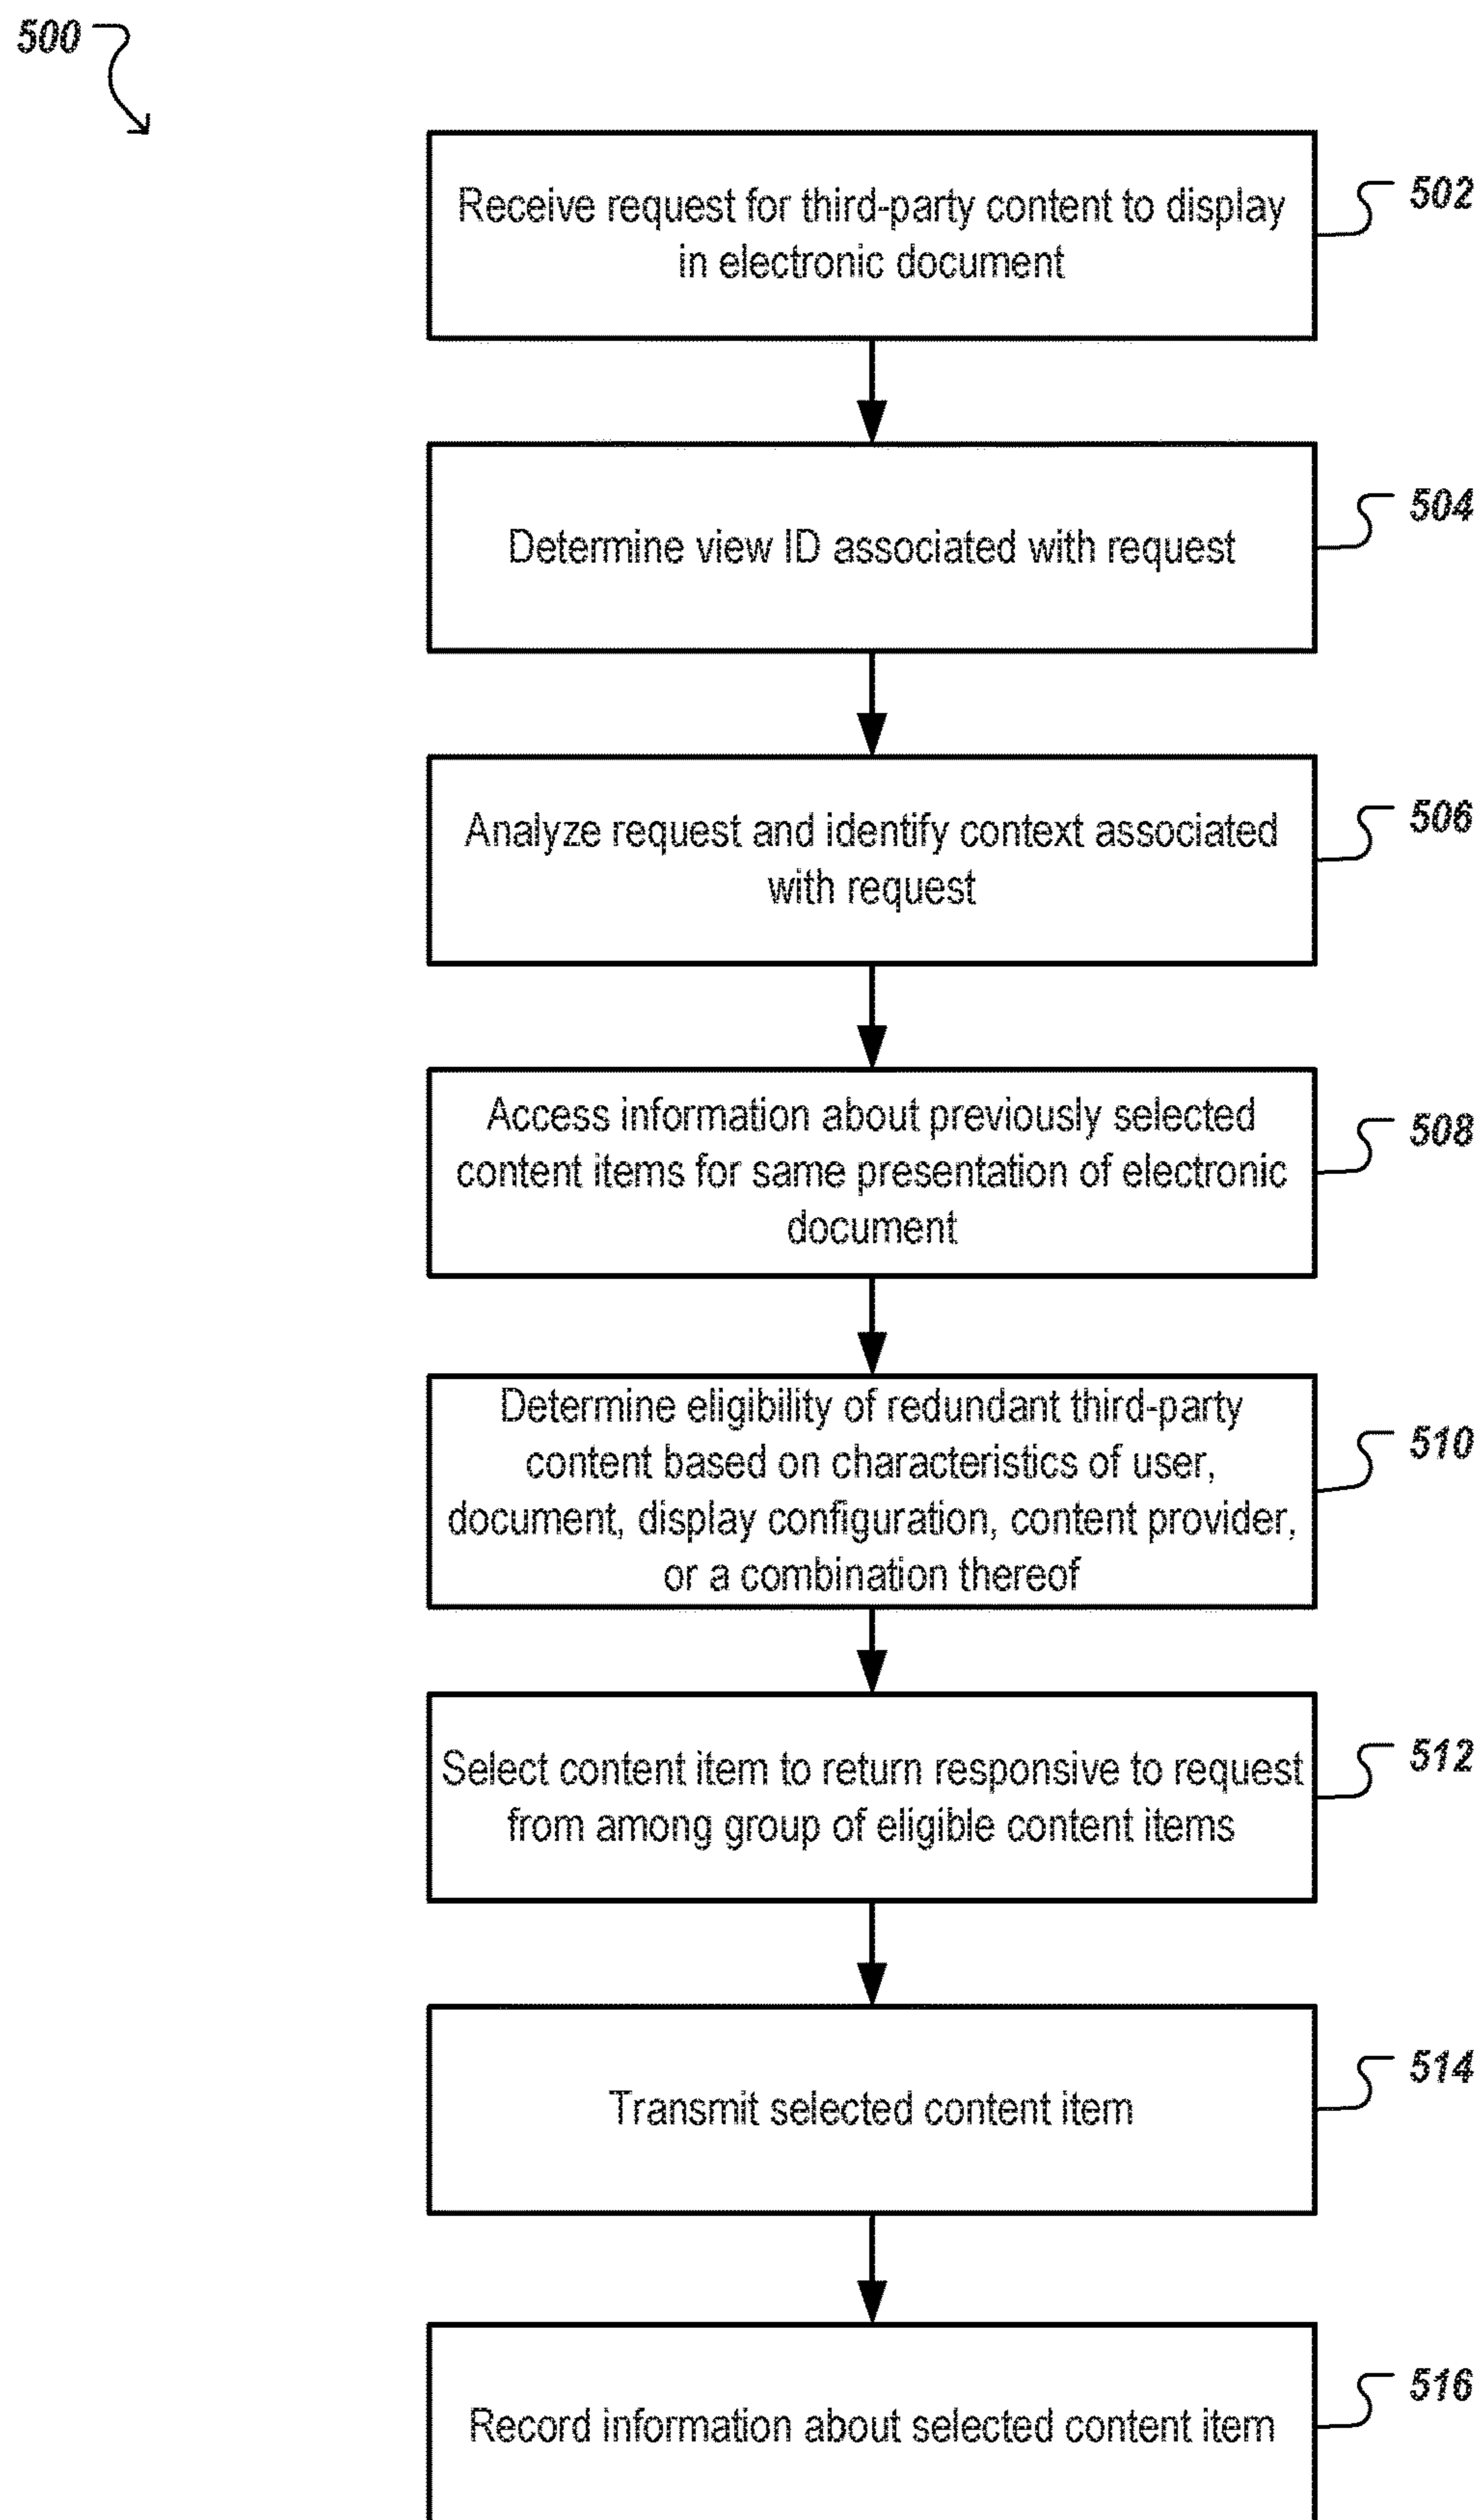 500
Receive request for third-party content to display
in electronic document
502
Determine view ID associated with request
504
Analyze request and identify context associated
with request
506
Access information about previously selected
content items for same presentation of electronic
document
508
Determine eligibility of redundant third-party
content based on characteristics of user,
document, display configuration, content provider,
or a combination thereof
510
Select content item to return responsive to request
from among group of eligible content items
512
Transmit selected content item
514
Record information about selected content item
516